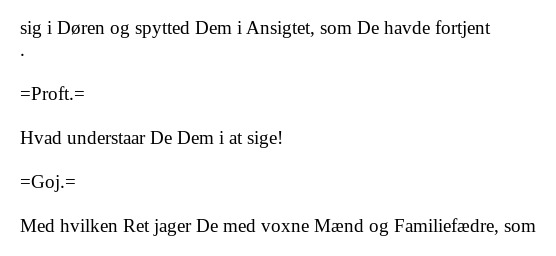 sig i Døren og spytted Dem i Ansigtet, som De havde fortjent
.
=Proft.=
Hvad understaar De Dem i at sige!
=Goj.=
Med hvilken Ret jager De med voxne Mænd og Familiefædre, som